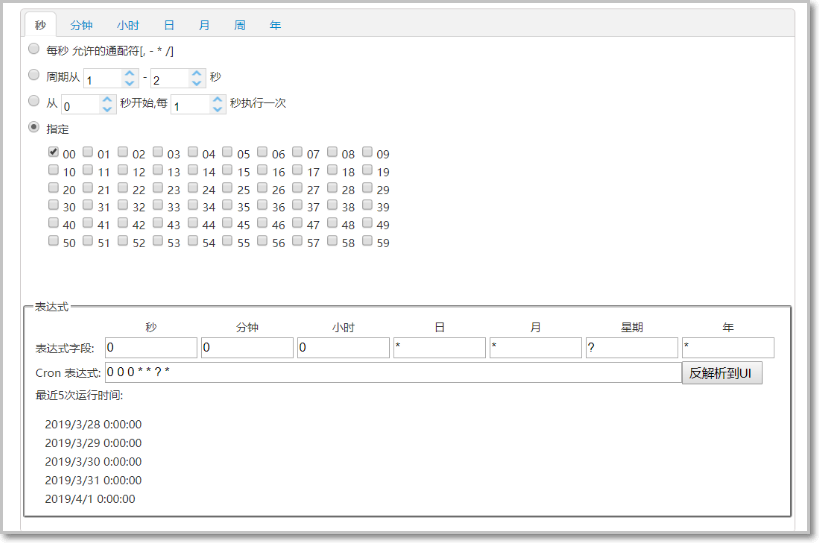 秒 分钟 小时 日 月 周 年
每秒 允许的通配符[, - * /]
周期从 1 - 2 秒
从 0 秒开始,每 1 秒执行一次
指定
00 01 02 03 04 05 06 07 08 09
10 11 12 13 14 15 16 17 18 19
20 21 22 23 24 25 26 27 28 29
30 31 32 33 34 35 36 37 38 39
40 41 42 43 44 45 46 47 48 49
50 51 52 53 54 55 56 57 58 59
表达式
秒 分钟 小时 日 月 星期 年
表达式字段: 0 0 0 * * ? *
Cron 表达式: 0 0 0 * * ? * 反解析到UI
最近5次运行时间:
2019/3/28 0:00:00
2019/3/29 0:00:00
2019/3/30 0:00:00
2019/3/31 0:00:00
2019/4/1 0:00:00